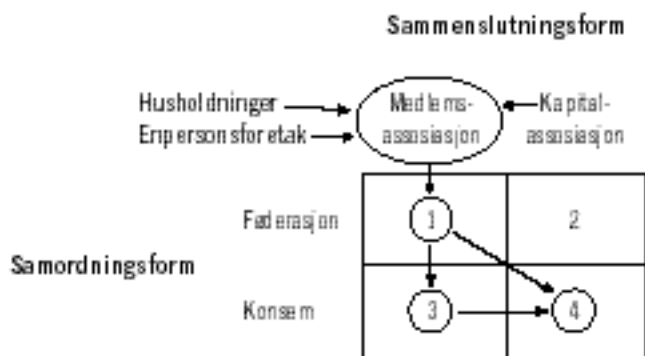 Sammenslutningsform
Husholdninger
Enpersonsforetak
Medlems-
assosiasjon
Kapital-
assosiasjon
Føderasjon
1
2
Samordningsform
Konsern
3
4